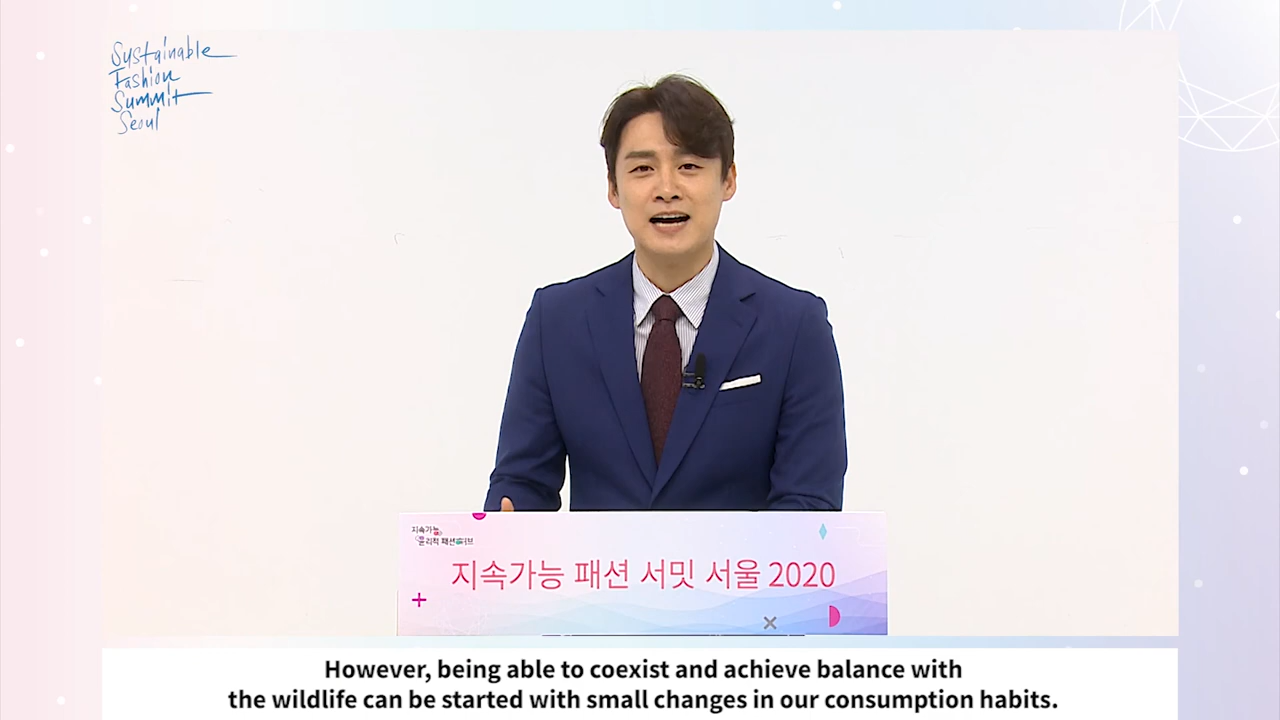 Sustainable
Fashion
Summit
Seoul
지속가능
윤리적 패션허브
지속가능 패션 서밋 서울 2020
However, being able to coexist and achieve balance with
the wildlife can be started with small changes in our consumption habits.